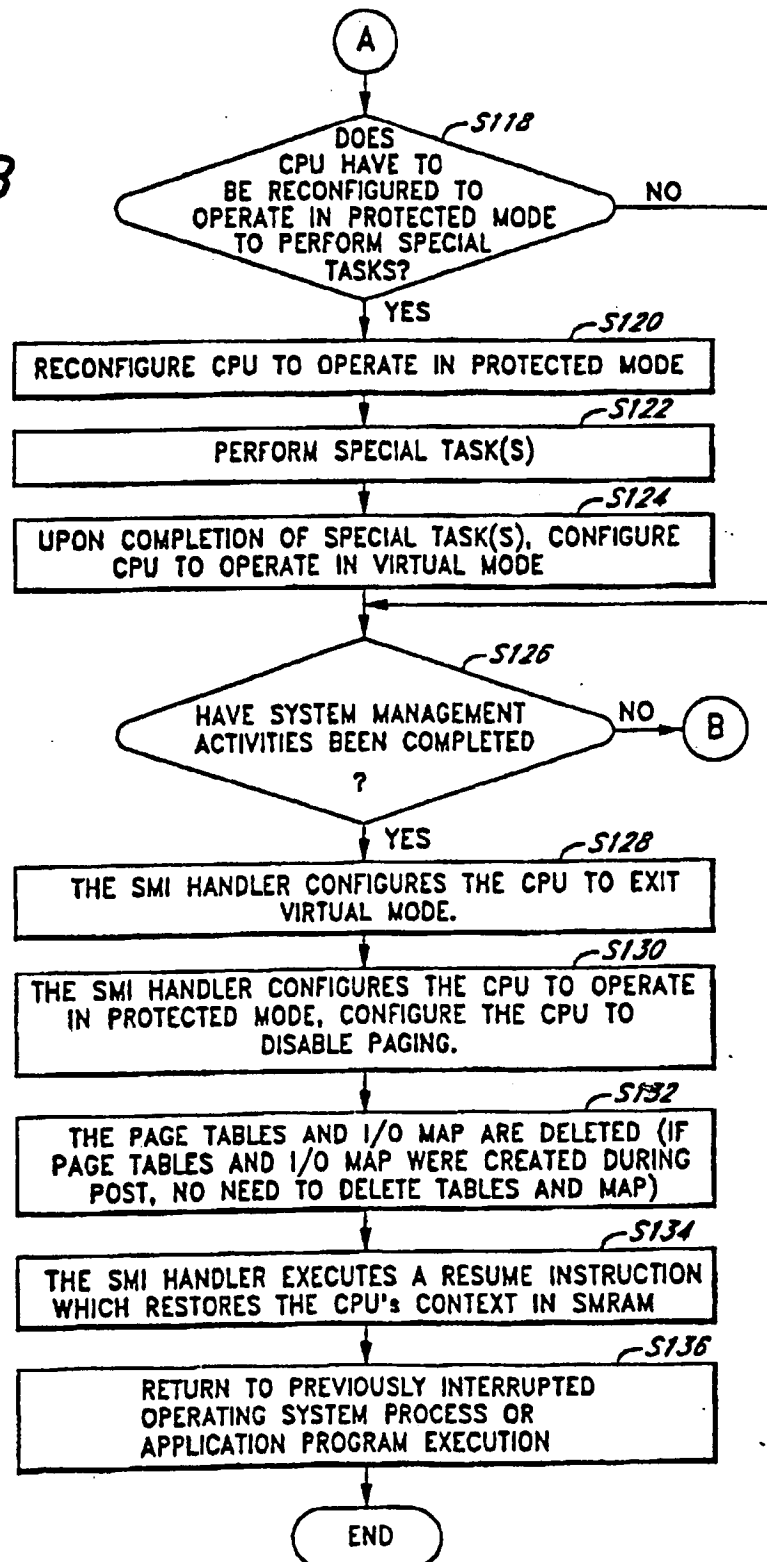 A
S118
B
DOES
CPU HAVE TO
BE RECONFIGURED TO
OPERATE IN PROTECTED MODE
TO PERFORM SPECIAL
TASKS?
NO
YES
S120
RECONFIGURE CPU TO OPERATE IN PROTECTED MODE
S122
PERFORM SPECIAL TASK(S)
S124
UPON COMPLETION OF SPECIAL TASK(S), CONFIGURE
CPU TO OPERATE IN VIRTUAL MODE
S126
HAVE SYSTEM MANAGEMENT
ACTIVITIES BEEN COMPLETED
?
NO
B
YES
S128
THE SMI HANDLER CONFIGURES THE CPU TO EXIT
VIRTUAL MODE.
S130
THE SMI HANDLER CONFIGURES THE CPU TO OPERATE
IN PROTECTED MODE, CONFIGURE THE CPU TO
DISABLE PAGING.
S132
THE PAGE TABLES AND I/O MAP ARE DELETED (IF
PAGE TABLES AND I/O MAP WERE CREATED DURING
POST, NO NEED TO DELETE TABLES AND MAP)
S134
THE SMI HANDLER EXECUTES A RESUME INSTRUCTION
WHICH RESTORES THE CPU's CONTEXT IN SMRAM
S136
RETURN TO PREVIOUSLY INTERRUPTED
OPERATING SYSTEM PROCESS OR
APPLICATION PROGRAM EXECUTION
END